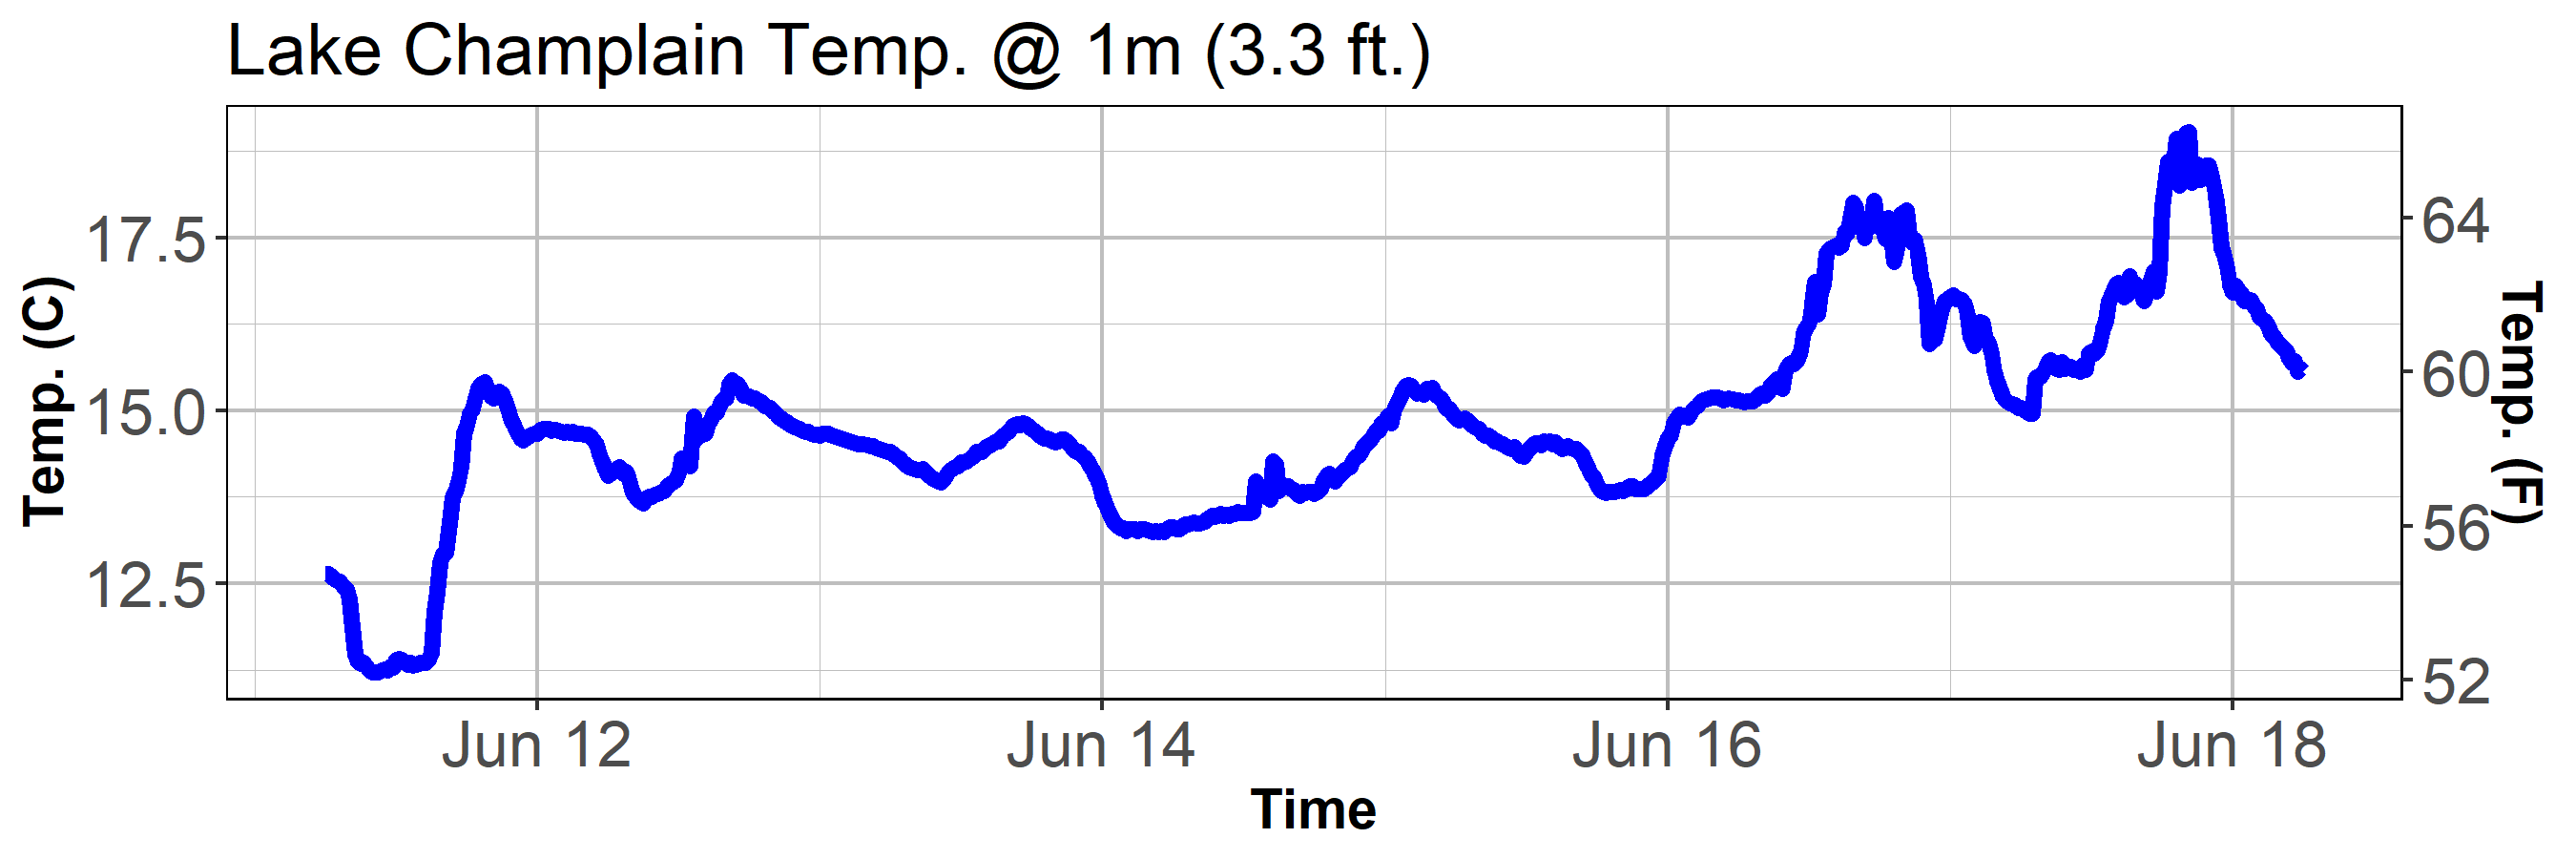 Lake Champlain Temp. @ 1m (3.3 ft.)
Temp. (C)
17.5
15.0
12.5
64
60
56
52
Temp. (F)
Jun 12
Jun 14
Jun 16
Jun 18
Time